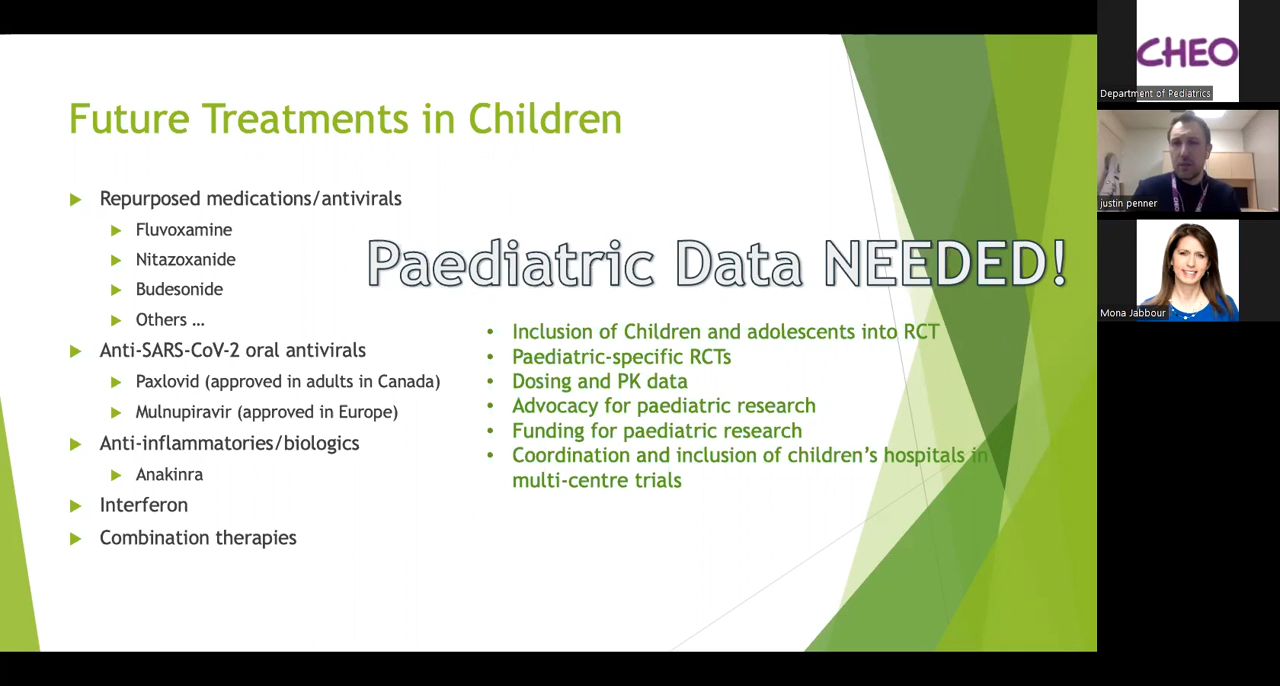 Future Treatments in Children
Repurposed medications/antivirals
Fluvoxamine
Nitazoxanide
Budesonide
Others …
Anti-SARS-CoV-2 oral antivirals
Paxlovid (approved in adults in Canada)
Mulnupiravir (approved in Europe)
Anti-inflammatories/biologics
Anakinra
Interferon
Combination therapies
Paediatric Data NEEDED!
• Inclusion of Children and adolescents into RCT
• Paediatric-specific RCTs
• Dosing and PK data
• Advocacy for paediatric research
• Funding for paediatric research
• Coordination and inclusion of children's hospitals in
multi-centre trials
CHEO
Department of Pediatrics
justin penner
Mona Jabbour